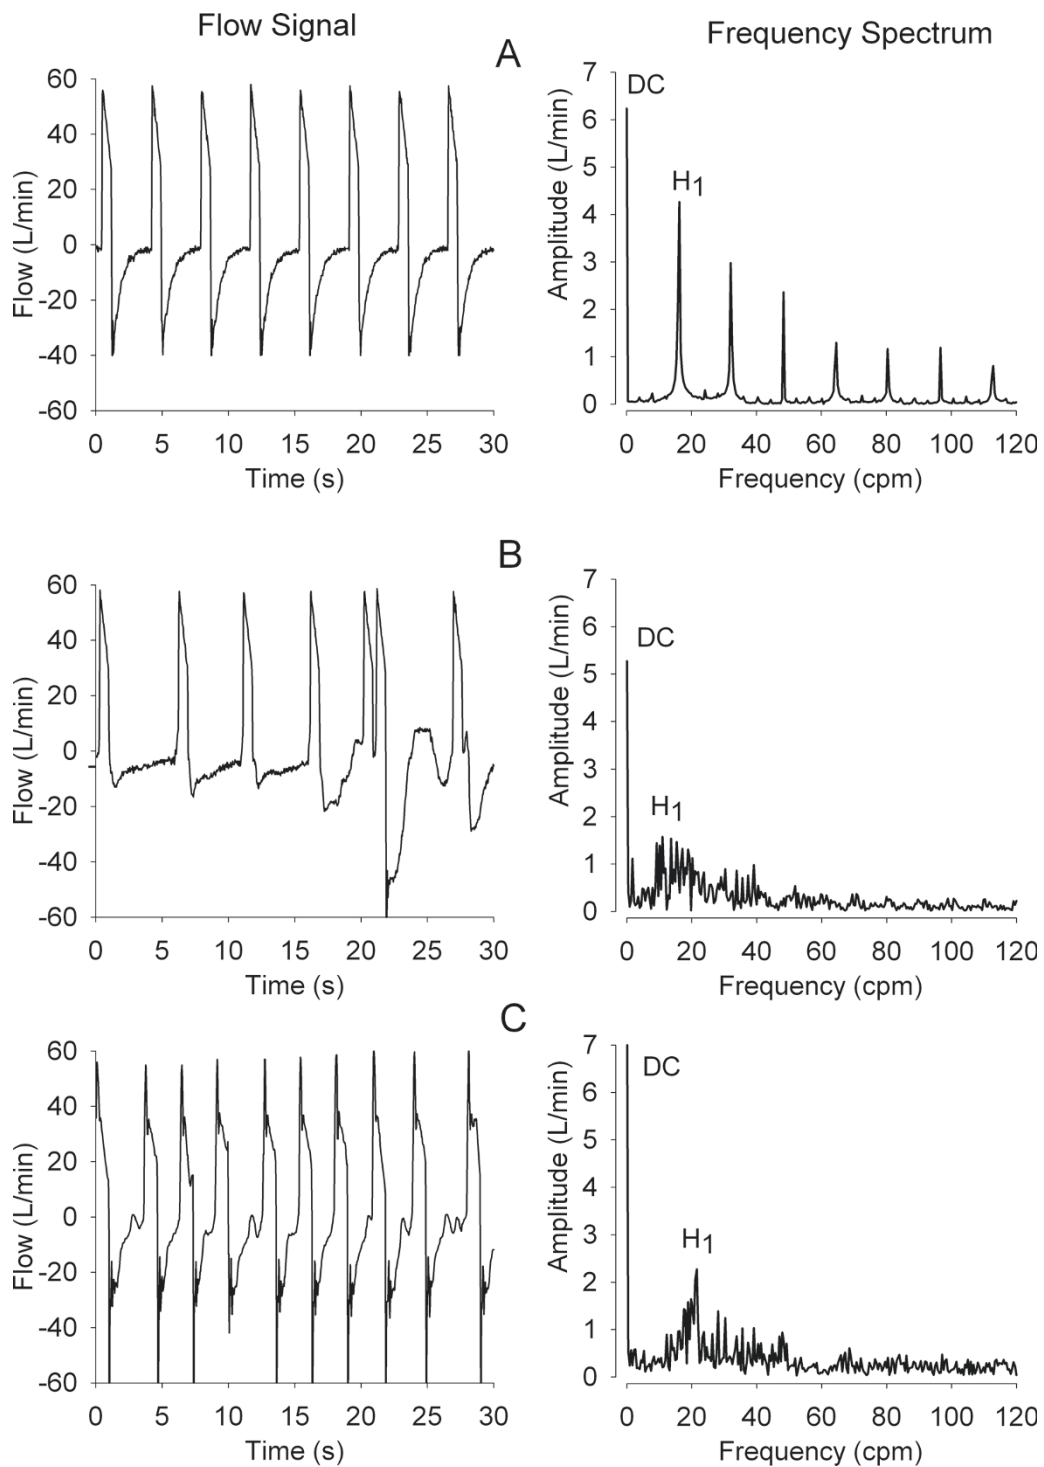 Flow Signal
Frequency Spectrum
A
Flow (L/min)
60
40
20
0
-20
-40
-60
0 5 10 15 20 25 30
Time (s)
Amplitude (L/min)
7
6
5
4
3
2
1
0
DC
H1
0 20 40 60 80 100 120
Frequency (cpm)
B
Flow (L/min)
60
40
20
0
-20
-40
-60
0 5 10 15 20 25 30
Time (s)
Amplitude (L/min)
7
6
5
4
3
2
1
0
DC
H1
0 20 40 60 80 100 120
Frequency (cpm)
C
Flow (L/min)
60
40
20
0
-20
-40
-60
0 5 10 15 20 25 30
Time (s)
Amplitude (L/min)
7
6
5
4
3
2
1
0
DC
H1
0 20 40 60 80 100 120
Frequency (cpm)